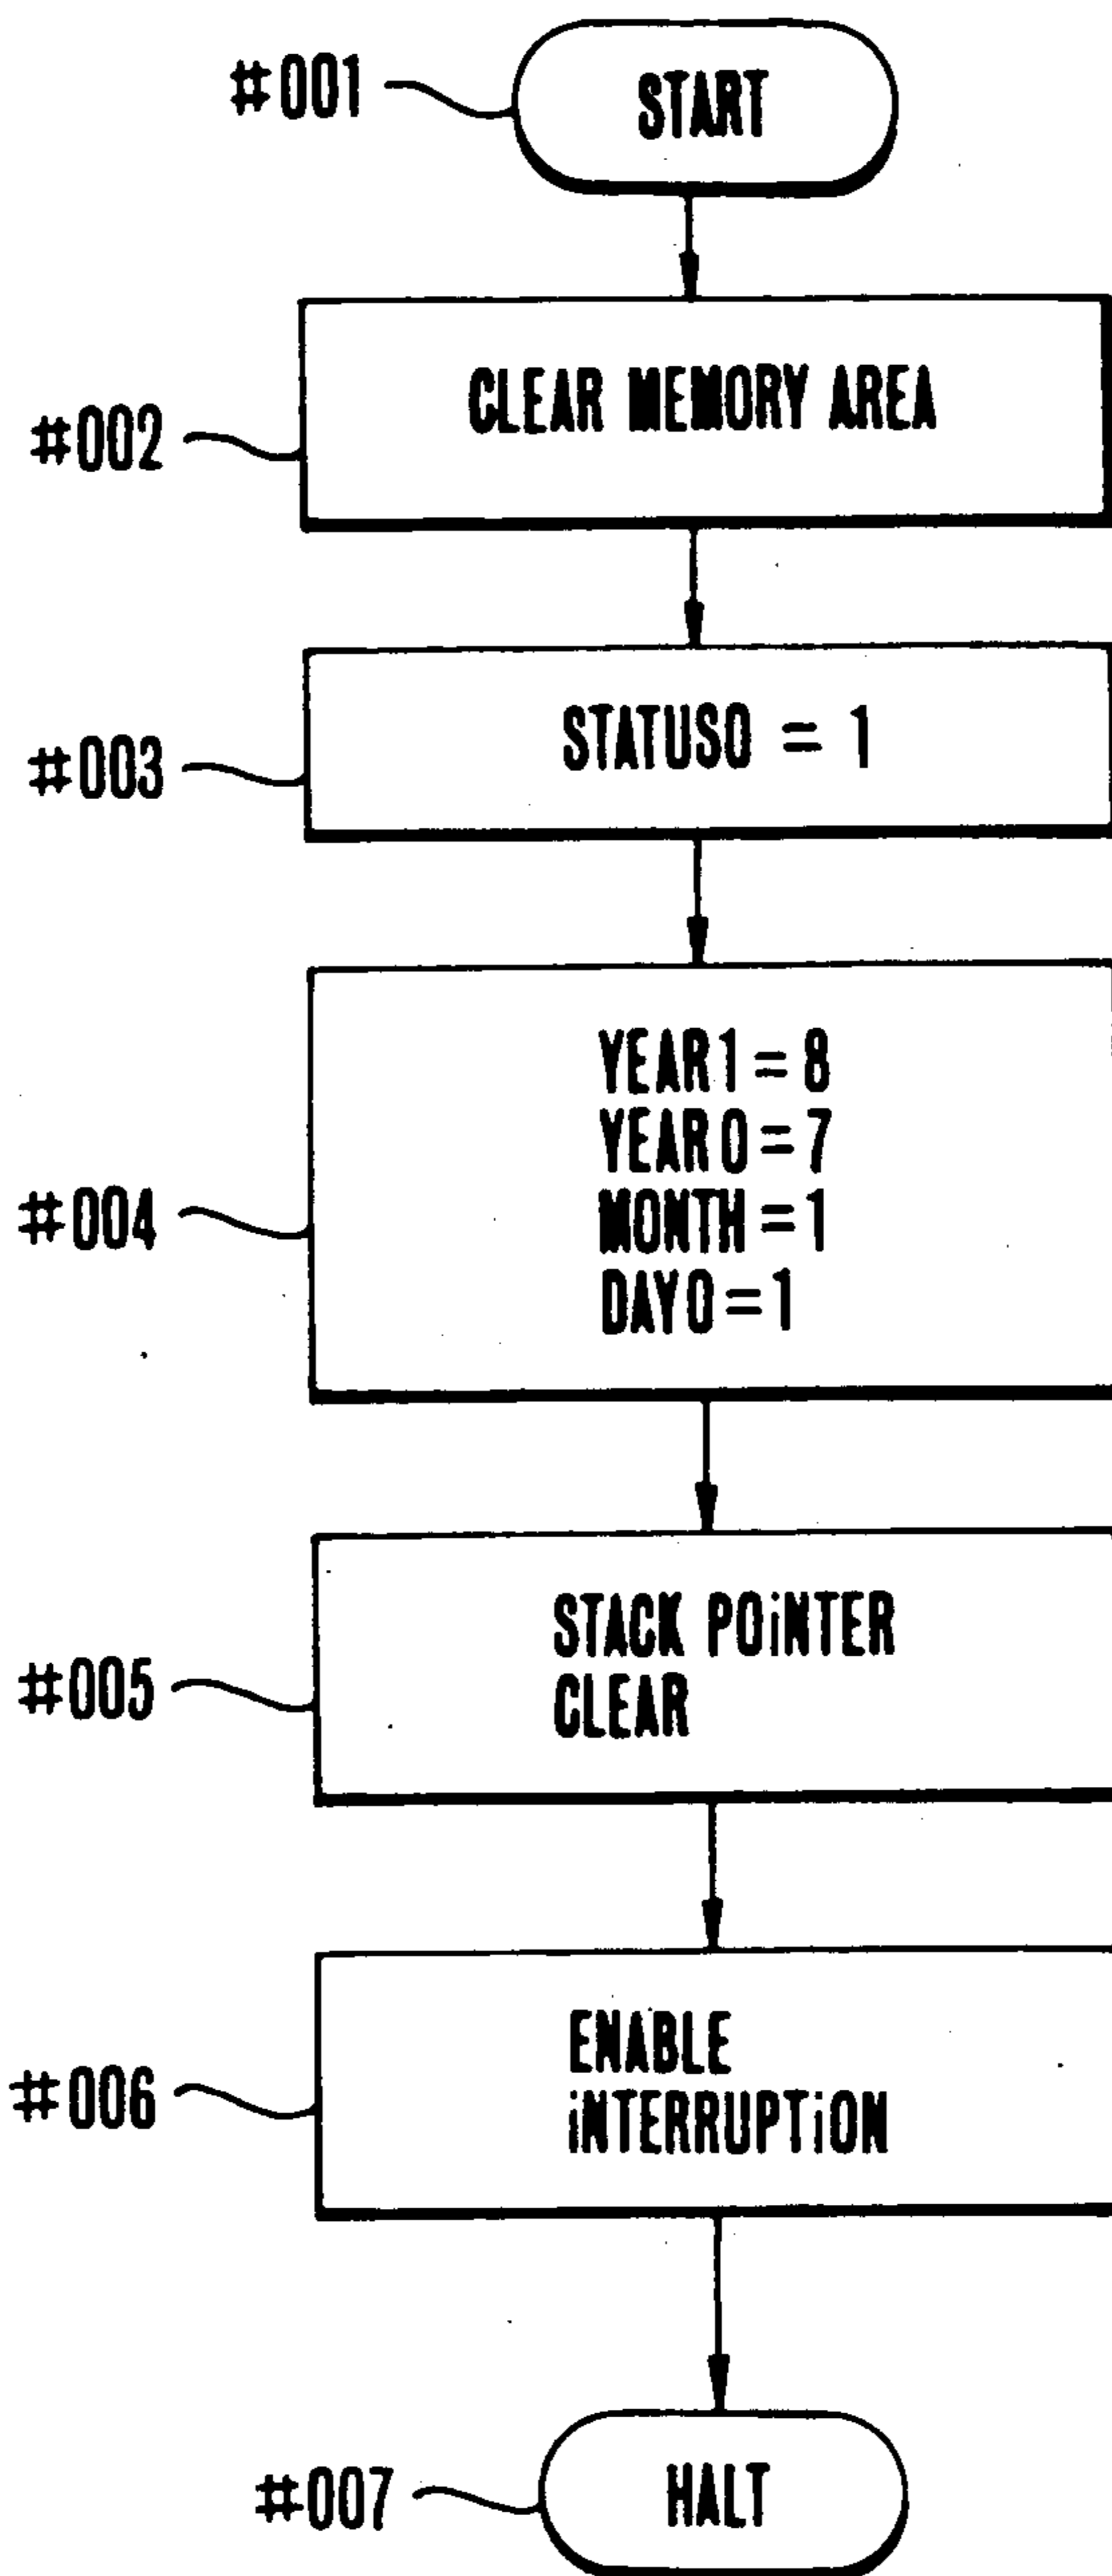 #001
START
CLEAR MEMORY AREA
#002
STATUS0 = 1
#003
YEAR1 = 8
YEAR0 = 7
MONTH = 1
DAY0 = 1
#004
STACK POiNTER
CLEAR
#005
ENABLE
iNTERRUPTiON
#006
HALT
#007